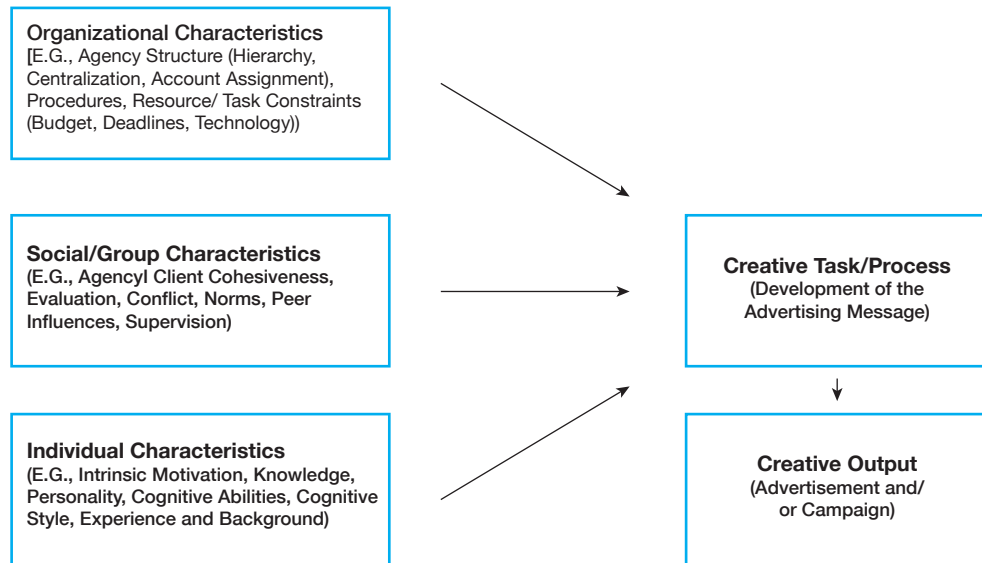 Organizational Characteristics
[E.G., Agency Structure (Hierarchy,
Centralization, Account Assignment),
Procedures, Resource/ Task Constraints
(Budget, Deadlines, Technology))
Social/Group Characteristics
(E.G., Agencyl Client Cohesiveness,
Evaluation, Conflict, Norms, Peer
Influences, Supervision)
Individual Characteristics
(E.G., Intrinsic Motivation, Knowledge,
Personality, Cognitive Abilities, Cognitive
Style, Experience and Background)
Creative Task/Process
(Development of the
Advertising Message)
Creative Output
(Advertisement and/
or Campaign)